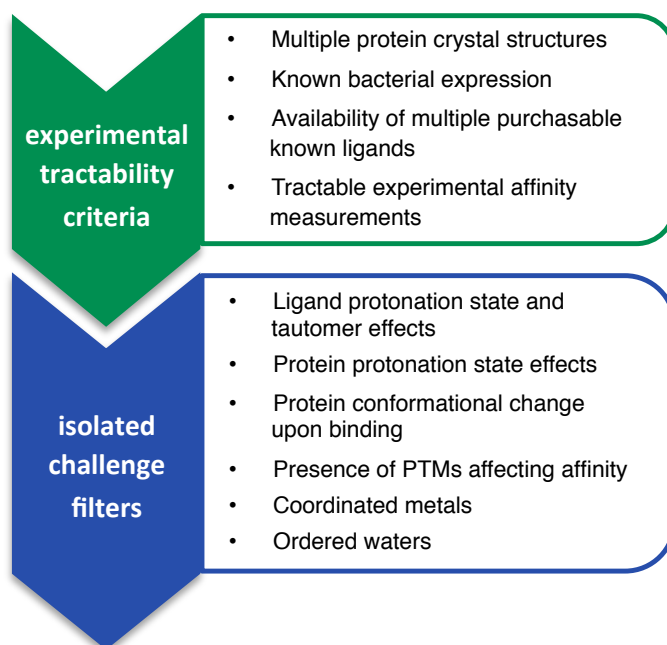 experimental
tractability
criteria
• Multiple protein crystal structures
• Known bacterial expression
• Availability of multiple purchasable
known ligands
• Tractable experimental affinity
measurements
isolated
challenge
filters
• Ligand protonation state and
tautomer effects
• Protein protonation state effects
• Protein conformational change
upon binding
• Presence of PTMs affecting affinity
• Coordinated metals
• Ordered waters